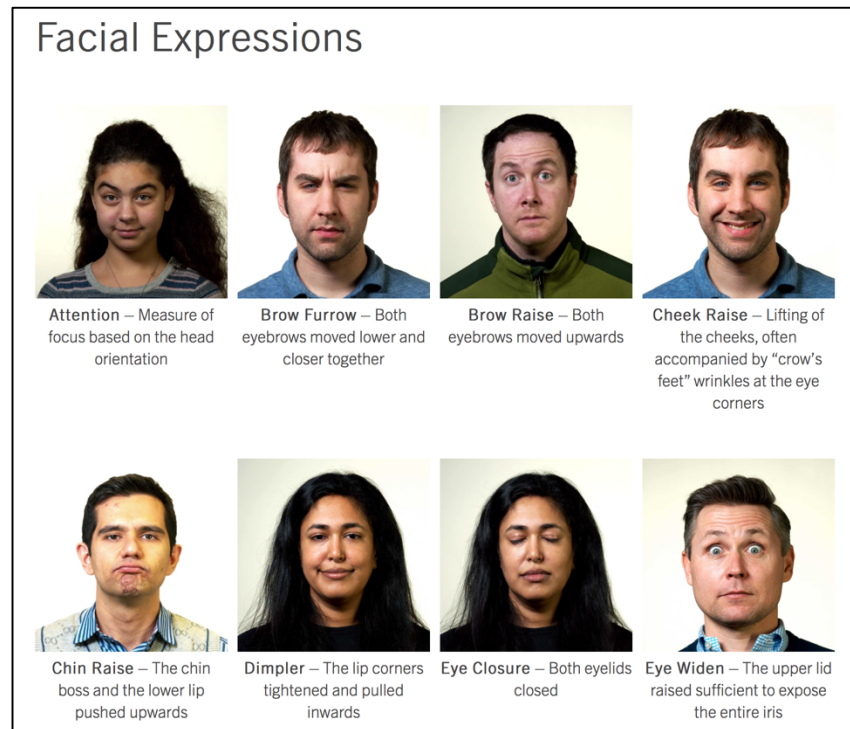 Facial Expressions
Attention – Measure of
focus based on the head
orientation
Brow Furrow – Both
eyebrows moved lower and
closer together
Brow Raise – Both
eyebrows moved upwards
Cheek Raise – Lifting of
the cheeks, often
accompanied by “crow’s
feet” wrinkles at the eye
corners
Chin Raise – The chin
boss and the lower lip
pushed upwards
Dimpler – The lip corners
tightened and pulled
inwards
Eye Closure – Both eyelids
closed
Eye Widen – The upper lid
raised sufficient to expose
the entire iris